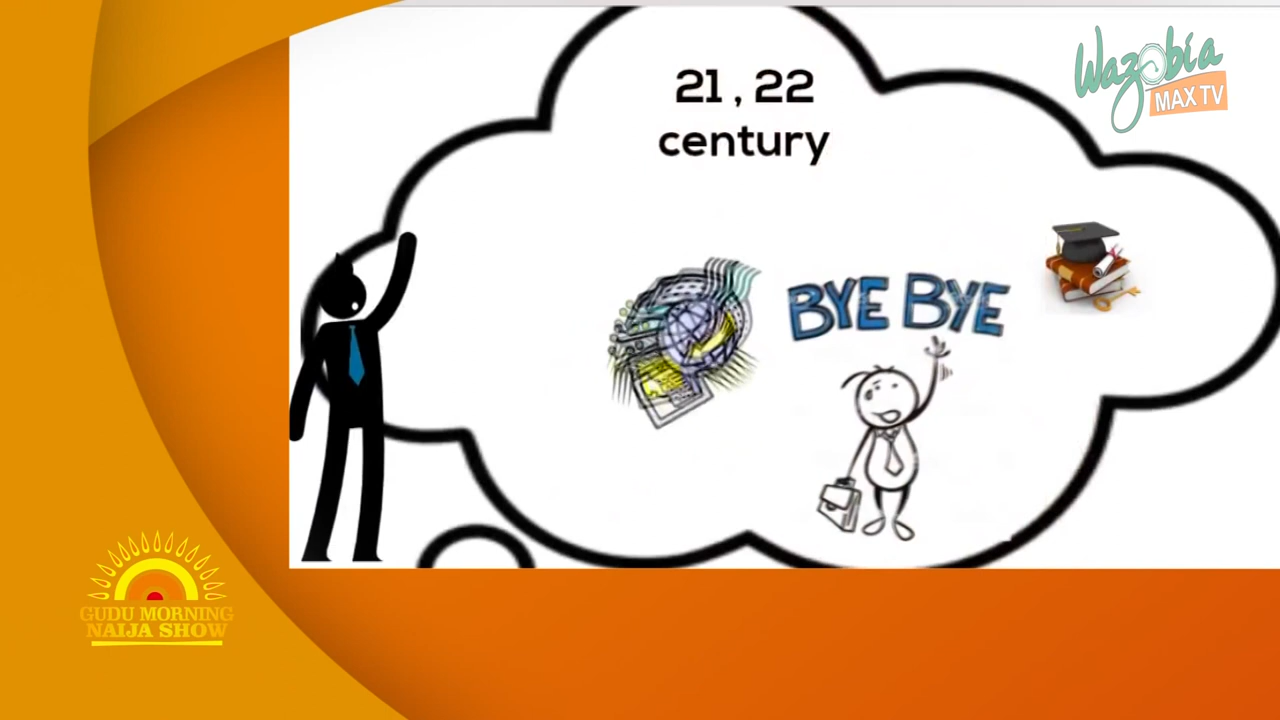 21 , 22
century
BYE BYE
Wazobia
MAX TV
GUDU MORNING
NAIJA SHOW